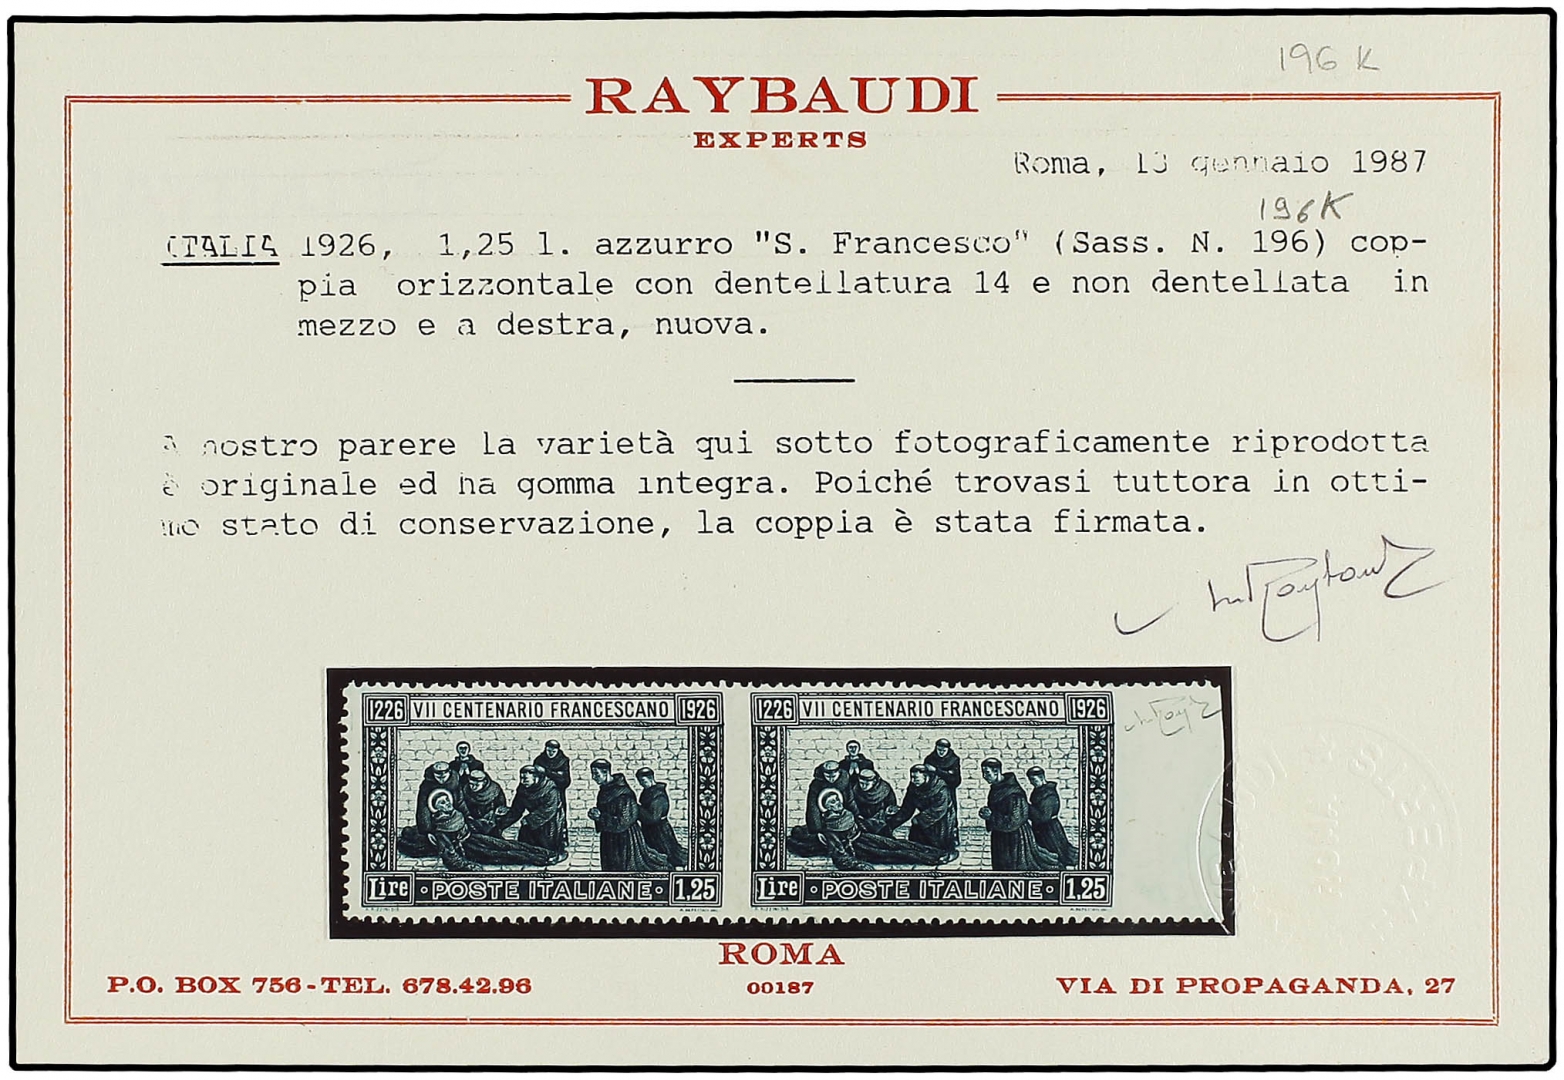 196 K
RAYBAUDI
EXPERTS
Roma, 13 gennaio 1987
196K
ITALIA 1926, 1,25 l. azzurro "S. Francesco" (Sass. N. 196) cop-
pia orizzontale con dentellatura 14 e non dentellata in
mezzo e a destra, nuova.
A nostro parere la varietà qui sotto fotograficamente riprodotta
è originale ed ha gomma integra. Poiché trovasi tuttora in otti-
mo stato di conservazione, la coppia è stata firmata.
1226 VII CENTENARIO FRANCESCANO 1926
Lire POSTE ITALIANE 1,25
1226 VII CENTENARIO FRANCESCANO 1926
Lire POSTE ITALIANE 1,25
ROMA
P.O. BOX 756-TEL. 678.42.96
00187
VIA DI PROPAGANDA, 27